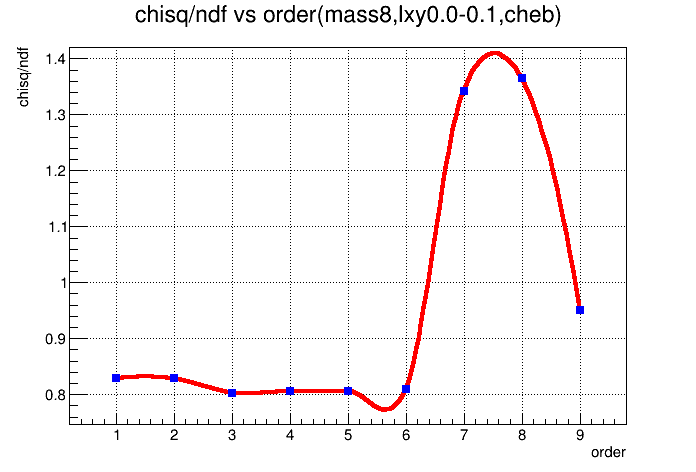 chisq/ndf vs order(mass8,lxy0.0-0.1,cheb)
chisq/ndf
1.4
1.3
1.2
1.1
1
0.9
0.8
1 2 3 4 5 6 7 8 9
order